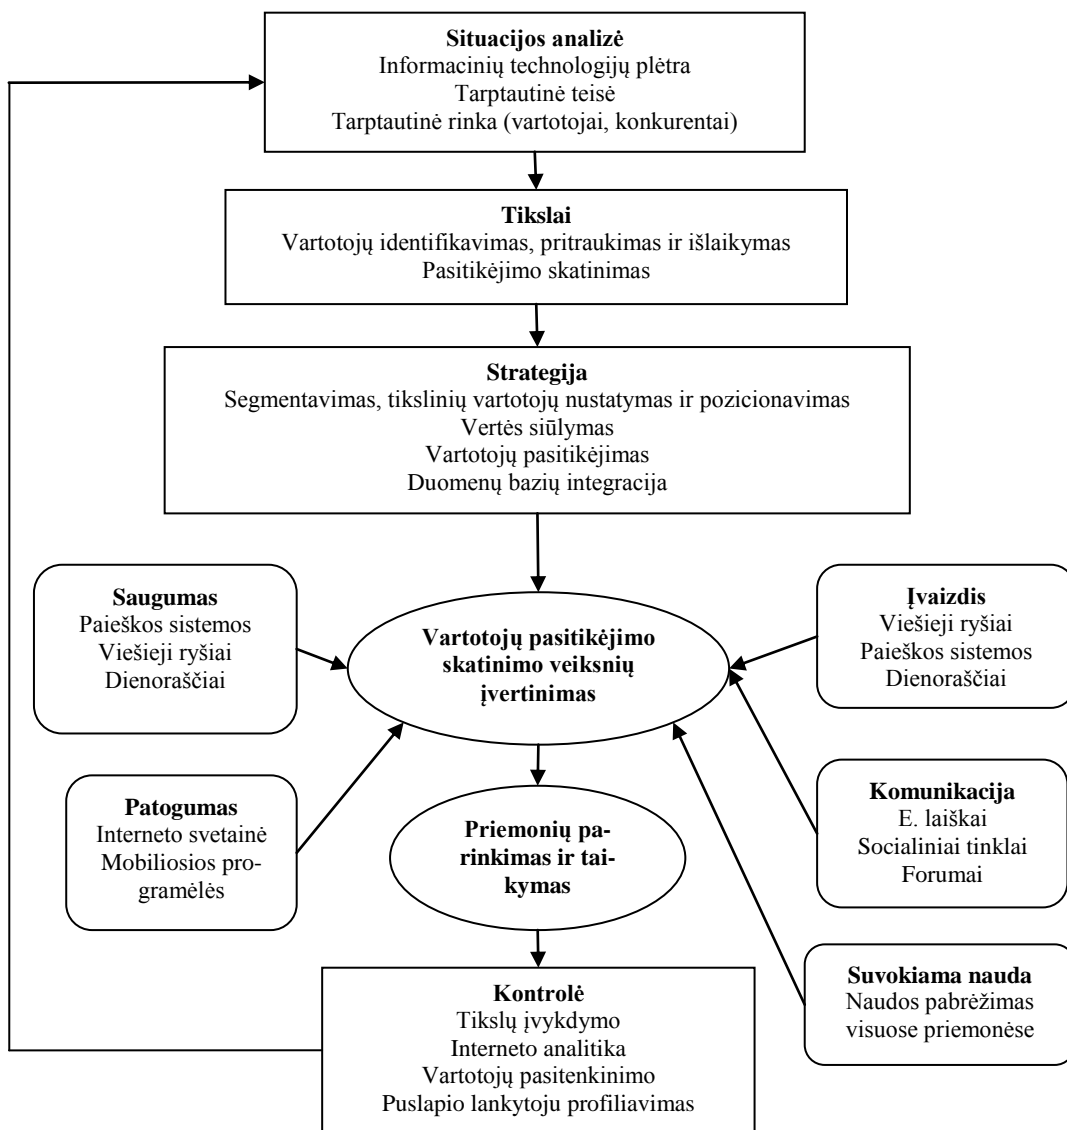 Situacijos analizė
Informacinių technologijų plėtra
Tarptautinė teisė
Tarptautinė rinka (vartotojai, konkurentai)
Tikslai
Vartotojų identifikavimas, pritraukimas ir išlaikymas
Pasitikėjimo skatinimas
Strategija
Segmentavimas, tikslinių vartotojų nustatymas ir pozicionavimas
Vertės siūlymas
Vartotojų pasitikėjimas
Duomenų bazių integracija
Saugumas
Paieškos sistemos
Viešieji ryšiai
Dienoraščiai
Vartotojų pasitikėjimo
skatinimo veiksnių
įvertinimas
Įvaizdis
Viešieji ryšiai
Paieškos sistemos
Dienoraščiai
Patogumas
Interneto svetainė
Mobiliosios pro-
gramėlės
Priemonių pa-
rinkimas ir tai-
kymas
Komunikacija
E. laiškai
Socialiniai tinklai
Forumai
Suvokiama nauda
Naudos pabrėžimas
visuose priemonėse
Kontrolė
Tikslų įvykdymo
Interneto analitika
Vartotojų pasitenkinimo
Puslapio lankytoju profiliavimas